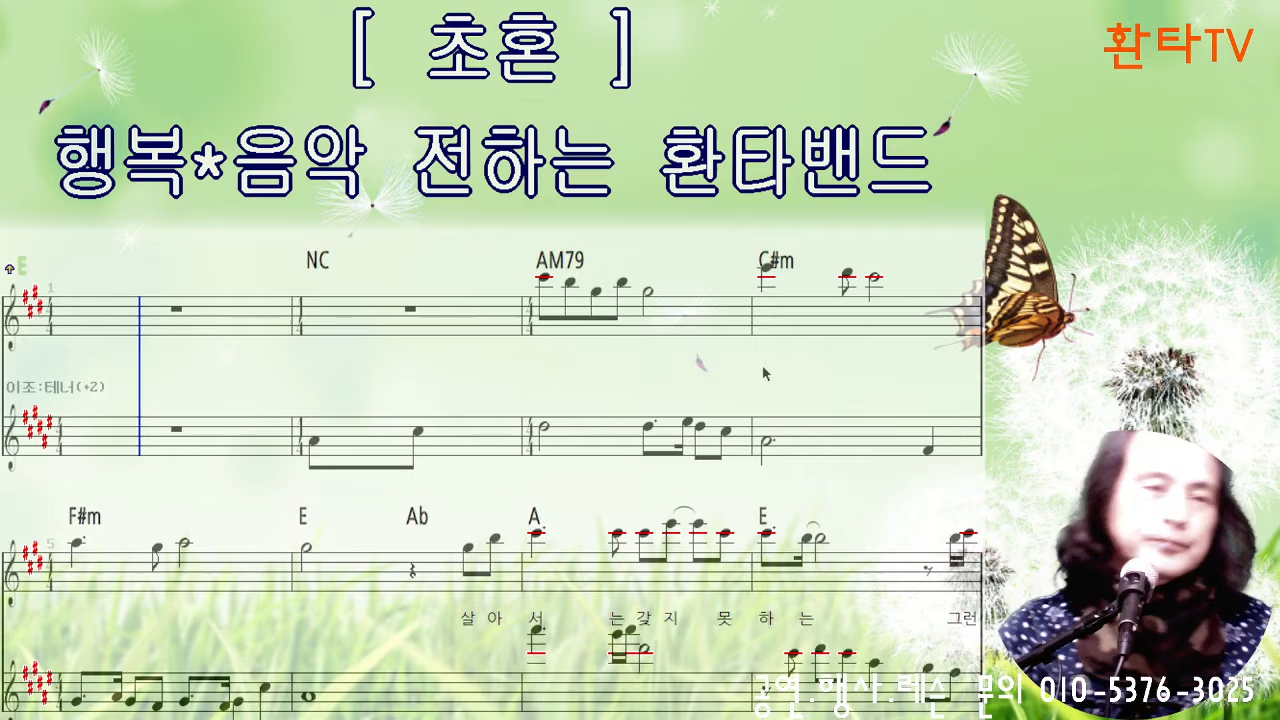 [ 초혼 ]
환타TV
행복*음악 전하는 환타밴드
NC AM79 C#m
E
1
이조:테너(+2)
F#m E Ab A E
5
살 아 서 는 갖 지 못 하 는 그런
공연.행사.레슨 문의 010-5376-3025